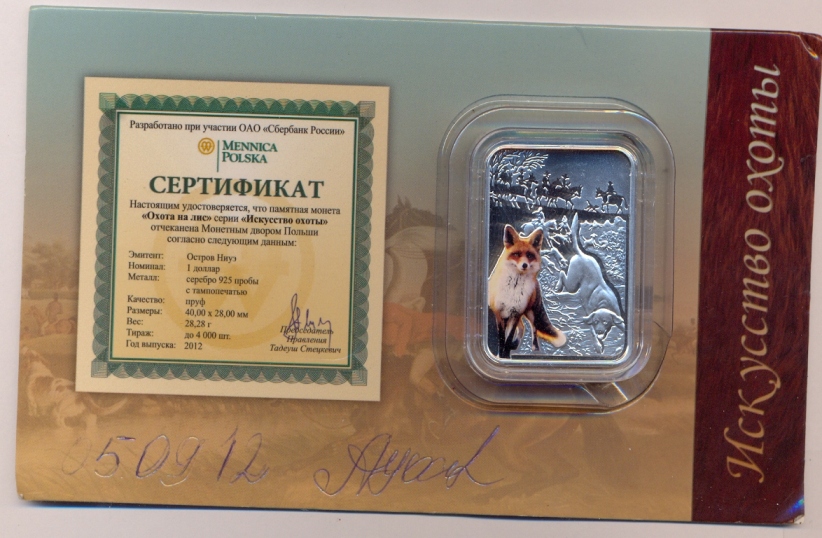 Разработано при участии ОАО «Сбербанк России»
MENNICA
POLSKA
СЕРТИФИКАТ
Настоящим удостоверяется, что памятная монета
«Охота на лис» серии «Искусство охоты»
отчеканена Монетным двором Польши
согласно следующим данным:
Эмитент: Остров Ниуэ
Номинал: 1 доллар
Металл: серебро 925 пробы
с тампопечатью
Качество: пруф
Размеры: 40,00 x 28,00 мм
Вес: 28,28 г
Тираж: до 4 000 шт.
Год выпуска: 2012
Председатель
Правления
Тадеуш Стецкевич
Искусство охоты
050912